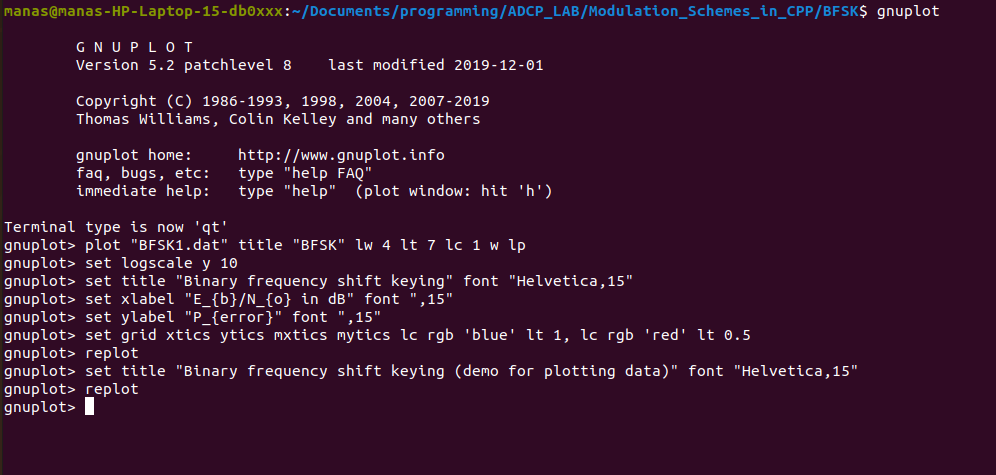 manas@manas-HP-Laptop-15-db0xxx:~/Documents/programming/ADCP_LAB/Modulation_Schemes_in_CPP/BFSK$ gnuplot
G N U P L O T
Version 5.2 patchlevel 8    last modified 2019-12-01
Copyright (C) 1986-1993, 1998, 2004, 2007-2019
Thomas Williams, Colin Kelley and many others
gnuplot home:     http://www.gnuplot.info
faq, bugs, etc:   type "help FAQ"
immediate help:   type "help"  (plot window: hit 'h')
Terminal type is now 'qt'
gnuplot> plot "BFSK1.dat" title "BFSK" lw 4 lt 7 lc 1 w lp
gnuplot> set logscale y 10
gnuplot> set title "Binary frequency shift keying" font "Helvetica,15"
gnuplot> set xlabel "E_{b}/N_{o} in dB" font ",15"
gnuplot> set ylabel "P_{error}" font ",15"
gnuplot> set grid xtics ytics mxtics mytics lc rgb 'blue' lt 1, lc rgb 'red' lt 0.5
gnuplot> replot
gnuplot> set title "Binary frequency shift keying (demo for plotting data)" font "Helvetica,15"
gnuplot> replot
gnuplot>